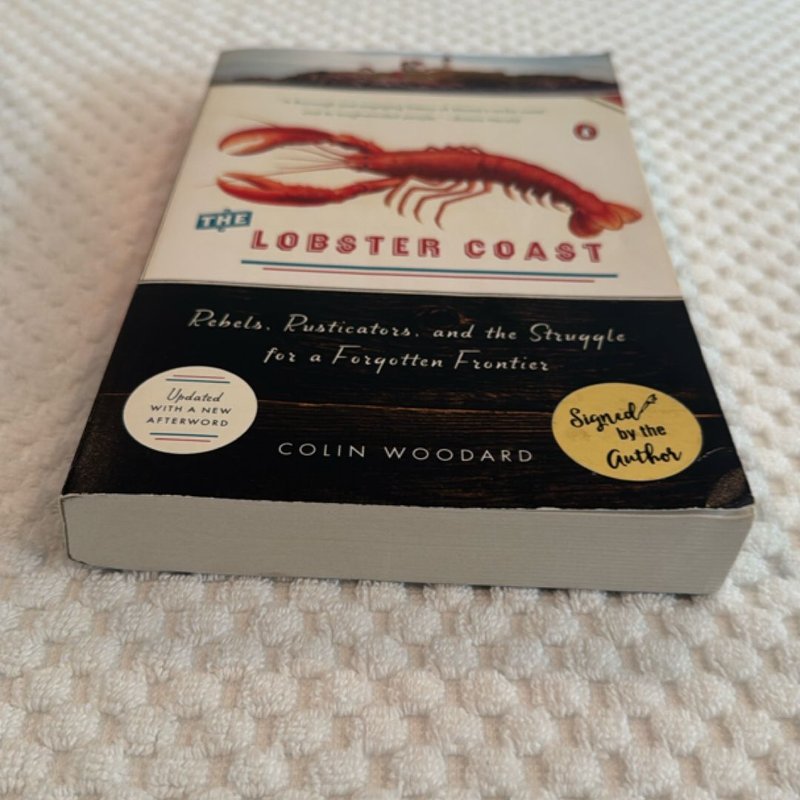 THE
LOBSTER COAST
Rebels, Rusticators, and the Struggle
for a Forgotten Frontier
Updated
WITH A NEW
AFTERWORD
COLIN WOODARD
Signed
by the
Author